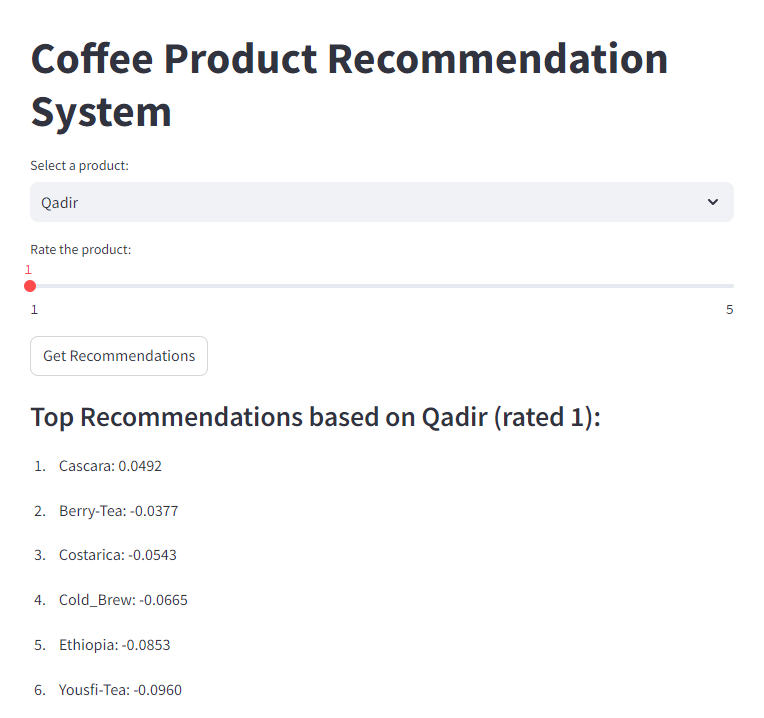 Coffee Product Recommendation
System
Select a product:
Qadir
Rate the product:
1
1 5
Get Recommendations
Top Recommendations based on Qadir (rated 1):
1. Cascara: 0.0492
2. Berry-Tea: -0.0377
3. Costarica: -0.0543
4. Cold_Brew: -0.0665
5. Ethiopia: -0.0853
6. Yousfi-Tea: -0.0960